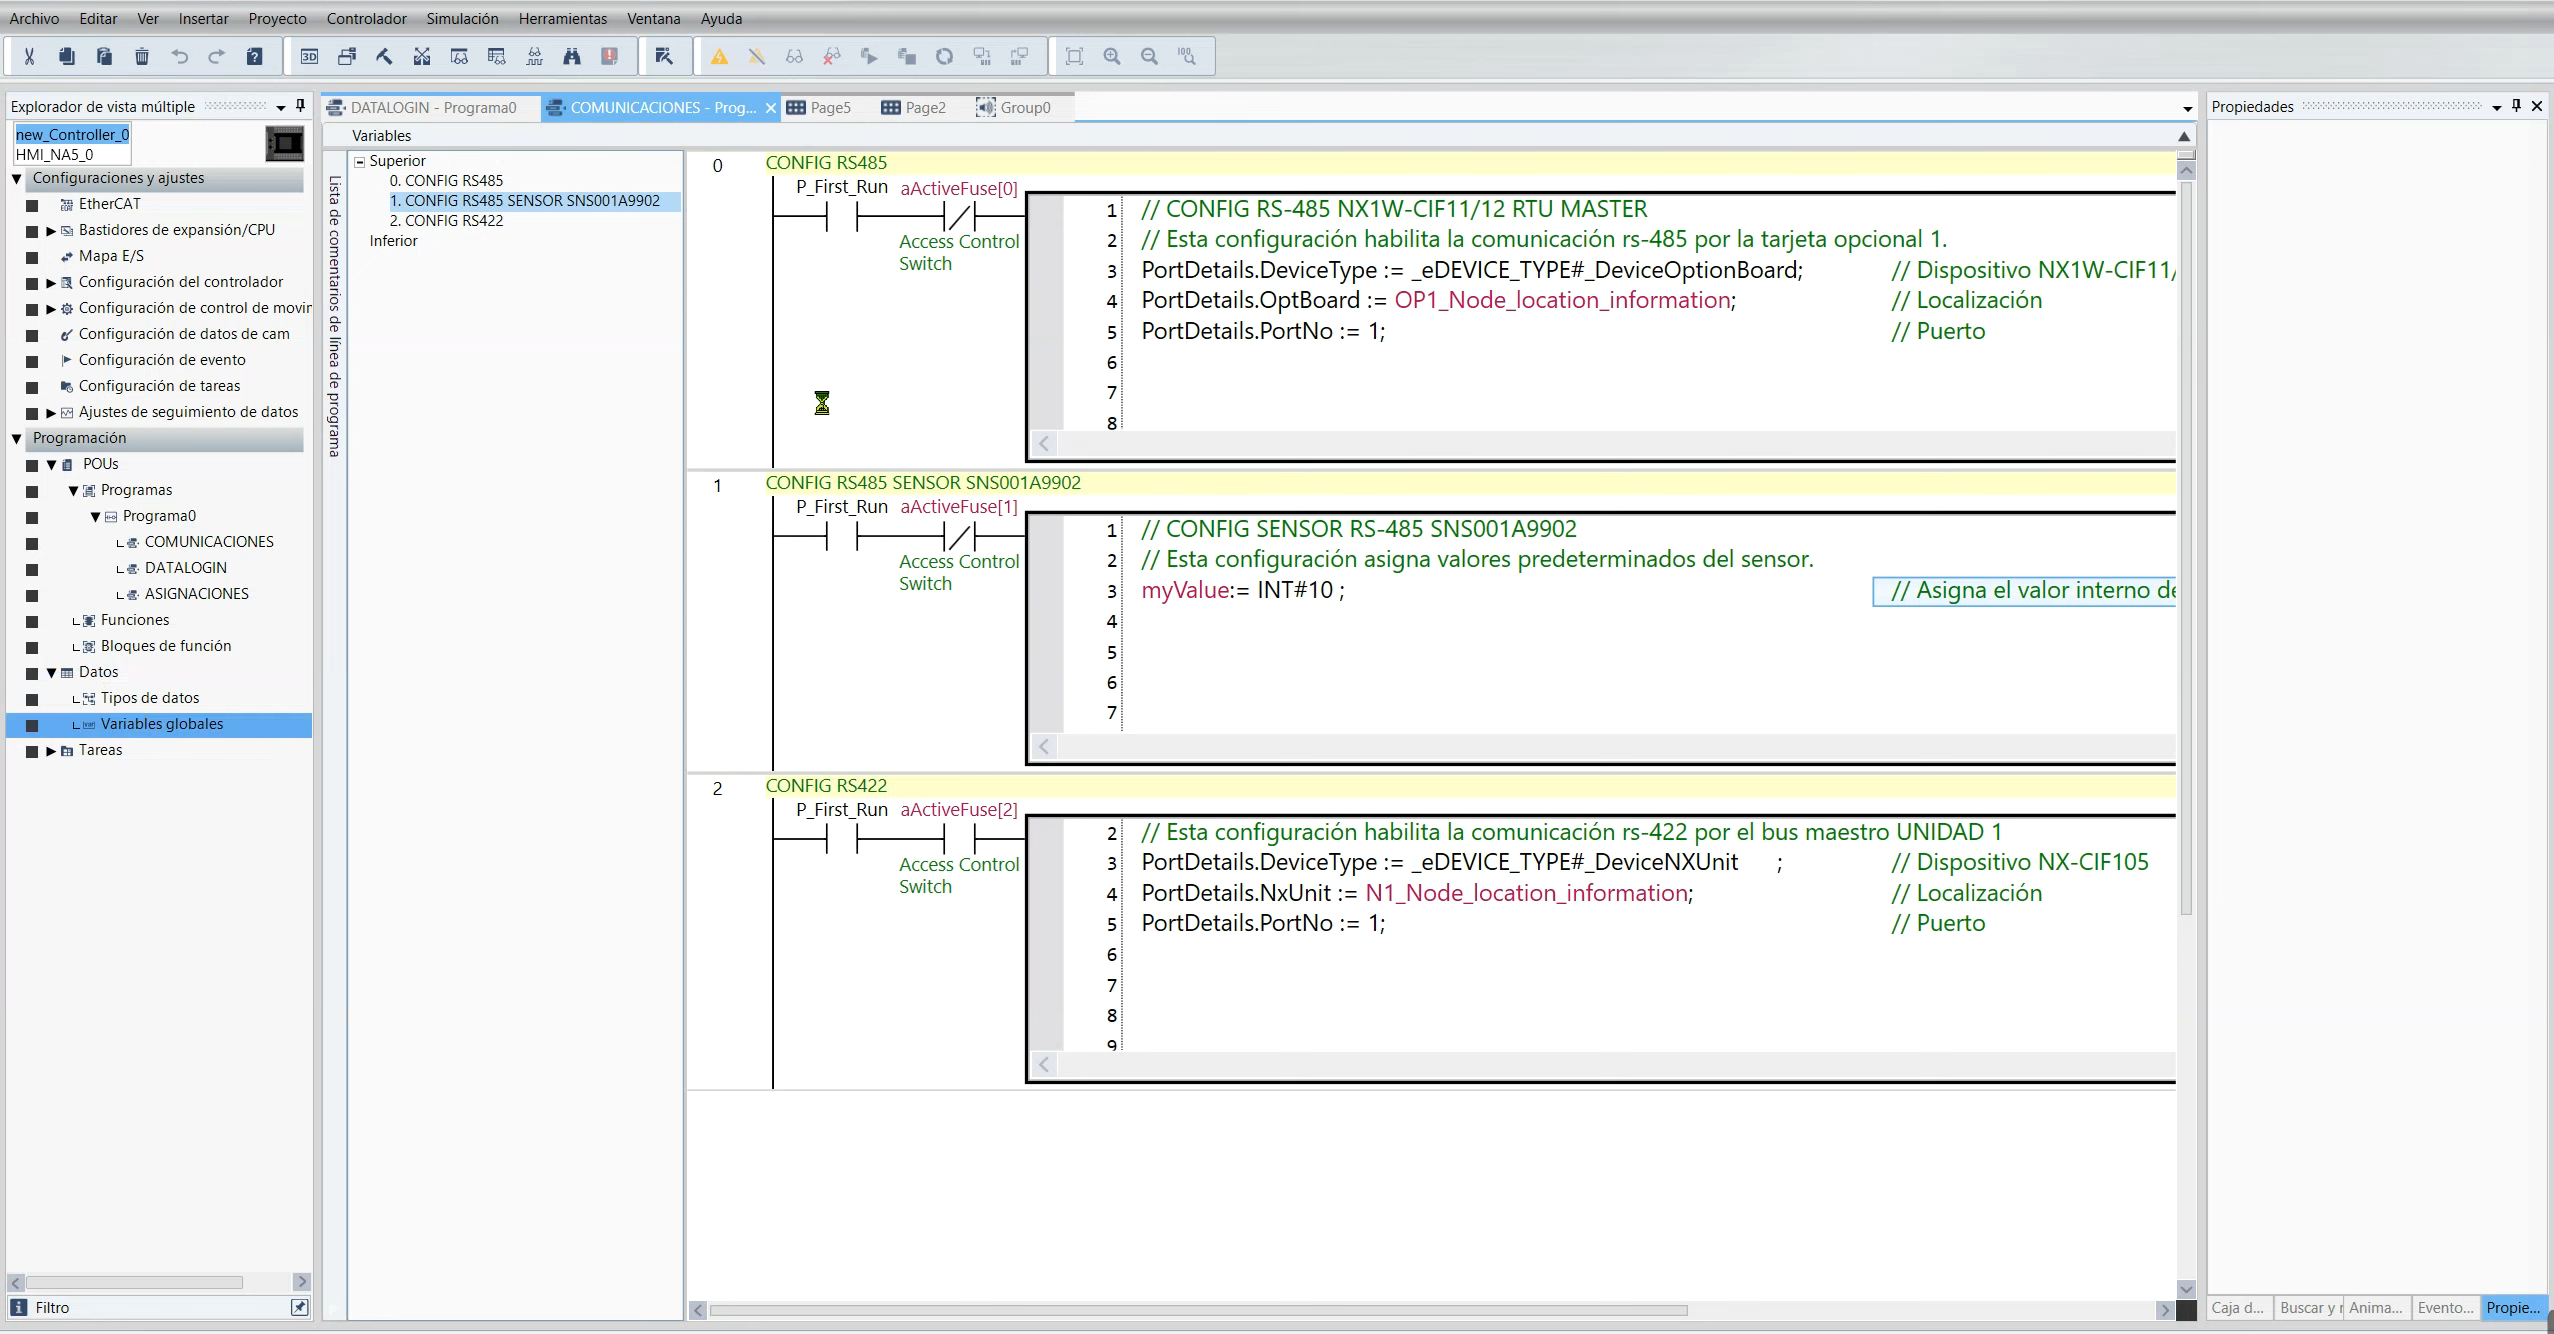 Archivo Editar Ver Insertar Proyecto Controlador Simulación Herramientas Ventana Ayuda
Explorador de vista múltiple
new_Controller_0
HMI_NA5_0
Configuraciones y ajustes
EtherCAT
Bastidores de expansión/CPU
Mapa E/S
Configuración del controlador
Configuración de control de movir
Configuración de datos de cam
Configuración de evento
Configuración de tareas
Ajustes de seguimiento de datos
Programación
POUs
Programas
Programa0
COMUNICACIONES
DATALOGIN
ASIGNACIONES
Funciones
Bloques de función
Datos
Tipos de datos
Variables globales
Tareas
Filtro
DATALOGIN - Programa0 COMUNICACIONES - Prog... Page5 Page2 Group0
Variables
Lista de comentarios de línea de programa
Superior
0. CONFIG RS485
1. CONFIG RS485 SENSOR SNS001A9902
2. CONFIG RS422
Inferior
0 CONFIG RS485
P_First_Run aActiveFuse[0]
Access Control
Switch
1 // CONFIG RS-485 NX1W-CIF11/12 RTU MASTER
2 // Esta configuración habilita la comunicación rs-485 por la tarjeta opcional 1.
3 PortDetails.DeviceType := _eDEVICE_TYPE#_DeviceOptionBoard; // Dispositivo NX1W-CIF11/
4 PortDetails.OptBoard := OP1_Node_location_information; // Localización
5 PortDetails.PortNo := 1; // Puerto
6
7
8
1 CONFIG RS485 SENSOR SNS001A9902
P_First_Run aActiveFuse[1]
Access Control
Switch
1 // CONFIG SENSOR RS-485 SNS001A9902
2 // Esta configuración asigna valores predeterminados del sensor.
3 myValue:= INT#10 ; // Asigna el valor interno de
4
5
6
7
2 CONFIG RS422
P_First_Run aActiveFuse[2]
Access Control
Switch
2 // Esta configuración habilita la comunicación rs-422 por el bus maestro UNIDAD 1
3 PortDetails.DeviceType := _eDEVICE_TYPE#_DeviceNXUnit ; // Dispositivo NX-CIF105
4 PortDetails.NxUnit := N1_Node_location_information; // Localización
5 PortDetails.PortNo := 1; // Puerto
6
7
8
9
Propiedades
Caja d... Buscar y r Anima... Evento... Propie...